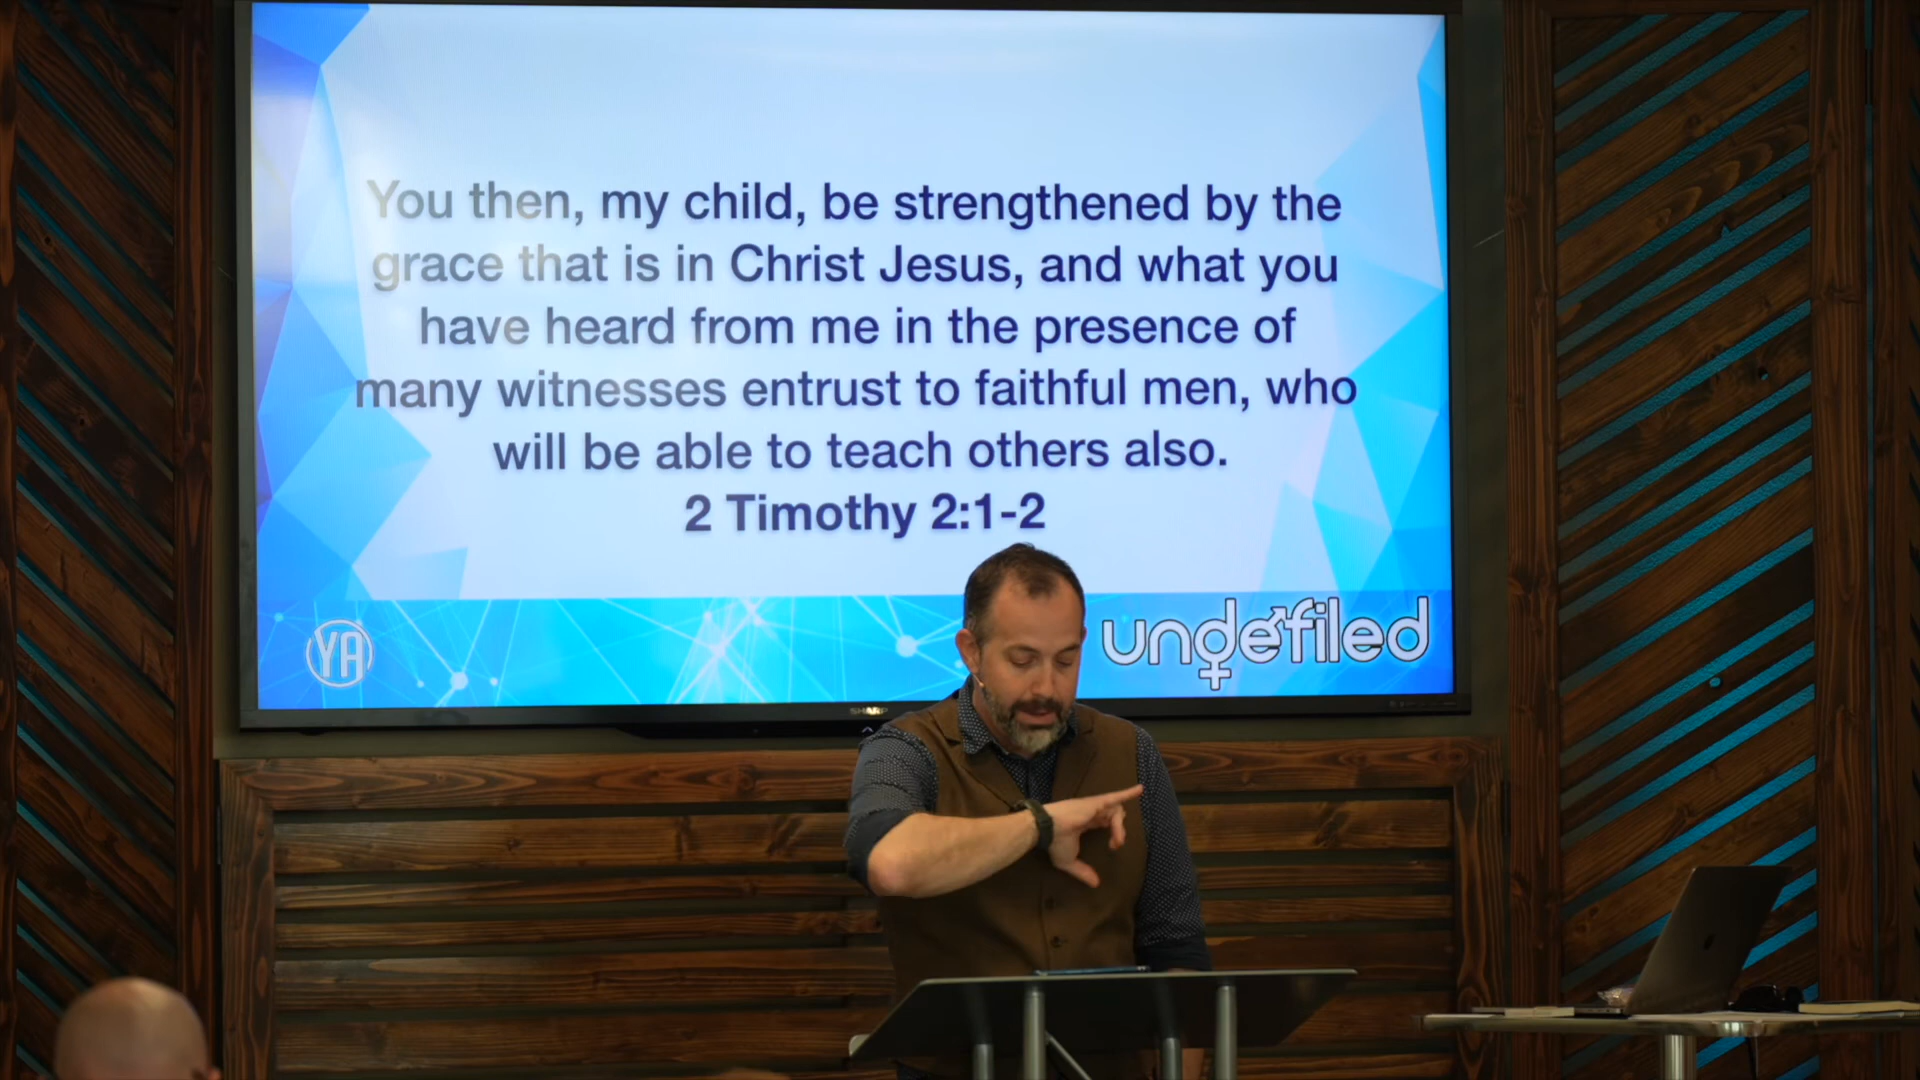 You then, my child, be strengthened by the
grace that is in Christ Jesus, and what you
have heard from me in the presence of
many witnesses entrust to faithful men, who
will be able to teach others also.
2 Timothy 2:1-2
YA
undefiled
SHARP